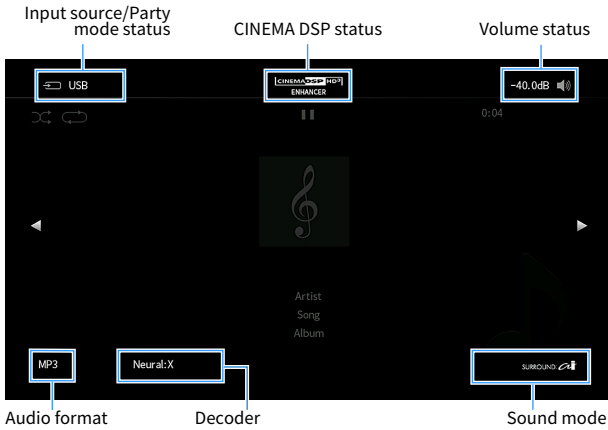 Input source/Party
mode status
CINEMA DSP status
Volume status
USB
CINEMA DSP HD³
ENHANCER
-40.0dB
0:04
Artist
Song
Album
MP3
Neural:X
SURROUND:AI
Audio format
Decoder
Sound mode